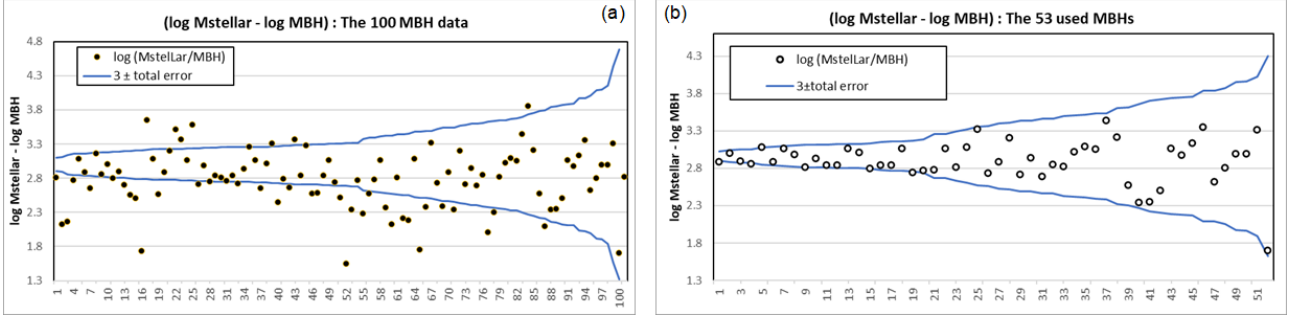 (log Mstellar - log MBH) : The 100 MBH data (a)
log (MstelLar/MBH)
3 ± total error
log Mstellar - log MBH
4.8
4.3
3.8
3.3
2.8
2.3
1.8
1.3
1 4 7 10 13 16 19 22 25 28 31 34 37 40 43 46 49 52 55 58 61 64 67 70 73 76 79 82 85 88 91 94 97 100
(b) (log Mstellar - log MBH) : The 53 used MBHs
log (MstelLar/MBH)
3±total error
log Mstellar - log MBH
4.3
3.8
3.3
2.8
2.3
1.8
1.3
1 3 5 7 9 11 13 15 17 19 21 23 25 27 29 31 33 35 37 39 41 43 45 47 49 51